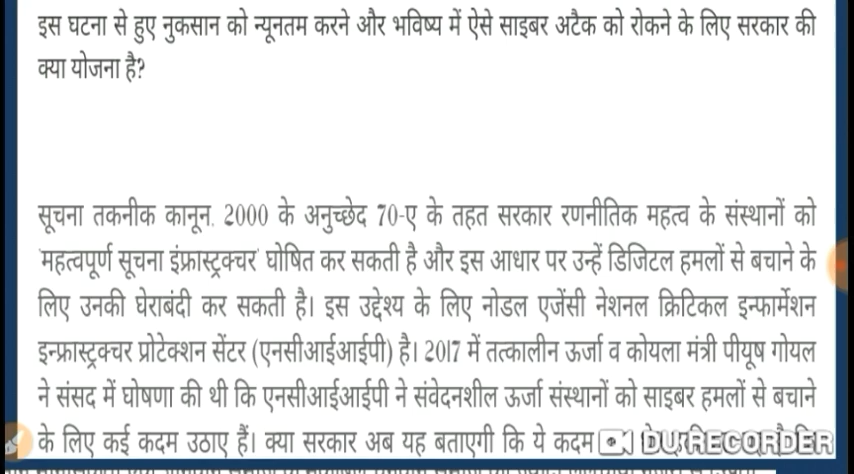 इस घटना से हुए नुकसान को न्यूनतम करने और भविष्य में ऐसे साइबर अटैक को रोकने के लिए सरकार की
क्या योजना है?
सूचना तकनीक कानून, 2000 के अनुच्छेद 70-ए के तहत सरकार रणनीतिक महत्व के संस्थानों को
'महत्वपूर्ण सूचना इंफ्रास्ट्रक्चर' घोषित कर सकती है और इस आधार पर उन्हें डिजिटल हमलों से बचाने के
लिए उनकी घेराबंदी कर सकती है। इस उद्देश्य के लिए नोडल एजेंसी नेशनल क्रिटिकल इन्फार्मेशन
इन्फ्रास्ट्रक्चर प्रोटेक्शन सेंटर (एनसीआईआईपी) है। 2017 में तत्कालीन ऊर्जा व कोयला मंत्री पीयूष गोयल
ने संसद में घोषणा की थी कि एनसीआईआईपी ने संवेदनशील ऊर्जा संस्थानों को साइबर हमलों से बचाने
के लिए कई कदम उठाए हैं। क्या सरकार अब यह बताएगी कि ये कदम
DU RECORDER